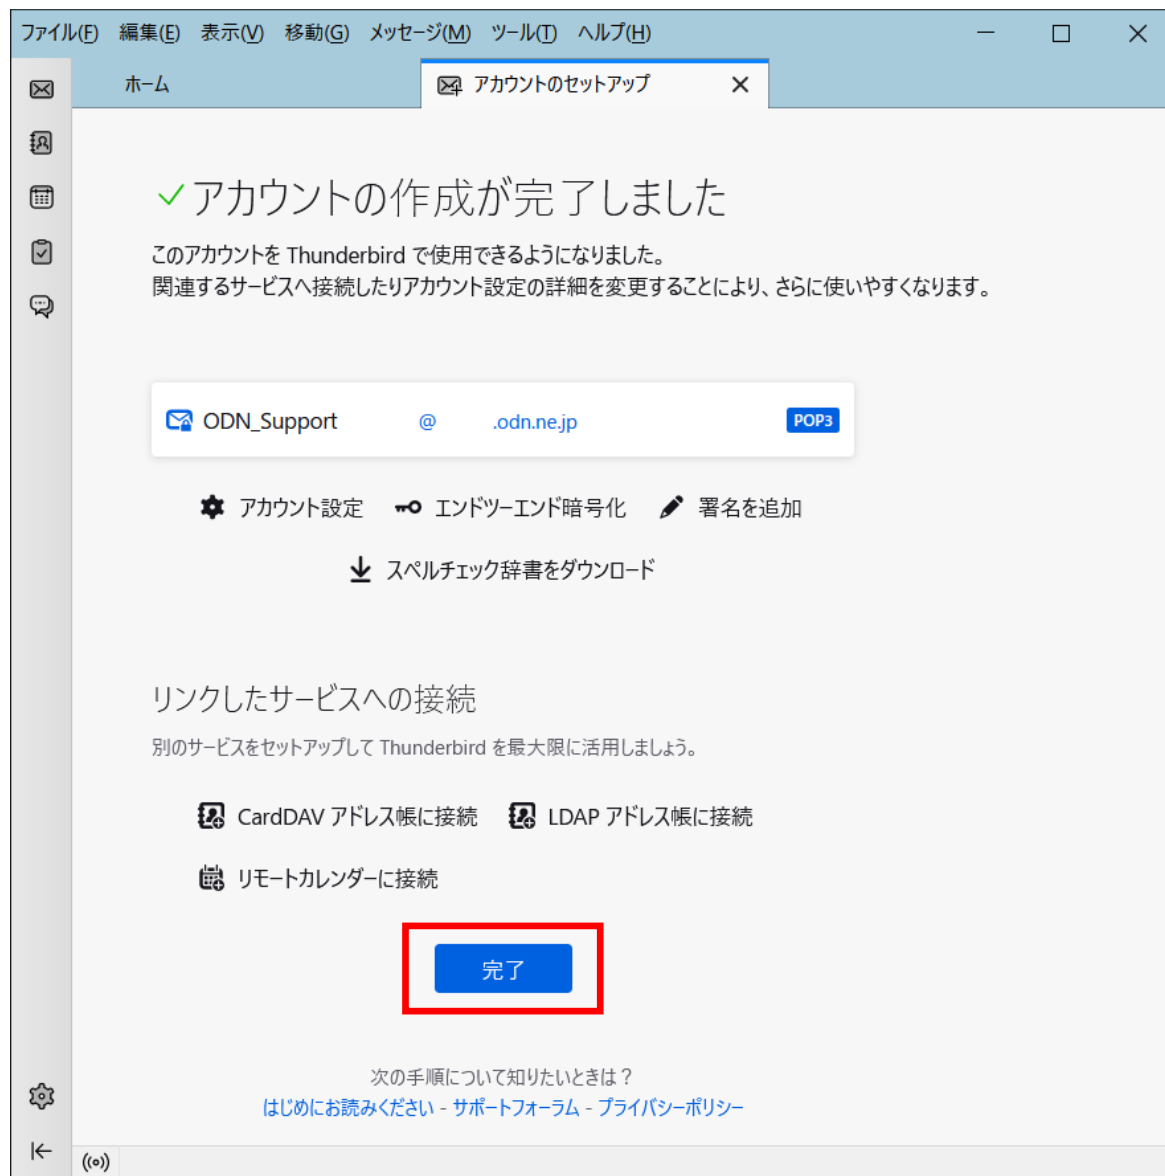 ファイル(F) 編集(E) 表示(V) 移動(G) メッセージ(M) ツール(T) ヘルプ(H)
ホーム アカウントのセットアップ
アカウントの作成が完了しました
このアカウントを Thunderbird で使用できるようになりました。
関連するサービスへ接続したりアカウント設定の詳細を変更することにより、さらに使いやすくなります。
ODN_Support @ .odn.ne.jp POP3
アカウント設定 エンドツーエンド暗号化 署名を追加
スペルチェック辞書をダウンロード
リンクしたサービスへの接続
別のサービスをセットアップして Thunderbird を最大限に活用しましょう。
CardDAV アドレス帳に接続 LDAP アドレス帳に接続
リモートカレンダーに接続
完了
次の手順について知りたいときは？
はじめにお読みください - サポートフォーラム - プライバシーポリシー